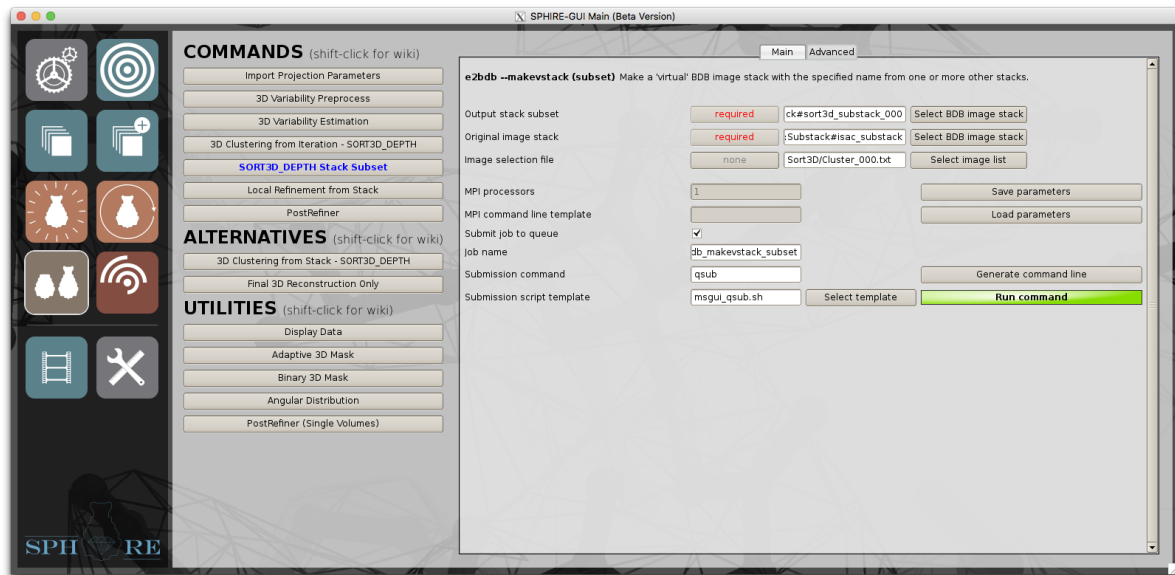 SPHIRE-GUI Main (Beta Version)
COMMANDS (shift-click for wiki)
Import Projection Parameters
3D Variability Preprocess
3D Variability Estimation
3D Clustering from Iteration - SORT3D_DEPTH
SORT3D_DEPTH Stack Subset
Local Refinement from Stack
PostRefiner
ALTERNATIVES (shift-click for wiki)
3D Clustering from Stack - SORT3D_DEPTH
Final 3D Reconstruction Only
UTILITIES (shift-click for wiki)
Display Data
Adaptive 3D Mask
Binary 3D Mask
Angular Distribution
PostRefiner (Single Volumes)
SPH RE
Main Advanced
e2bdb --makevstack (subset) Make a 'virtual' BDB image stack with the specified name from one or more other stacks.
Output stack subset required ck#sort3d_substack_000 Select BDB image stack
Original image stack required :Substack#isac_substack Select BDB image stack
Image selection file none Sort3D/Cluster_000.txt Select image list
MPI processors 1 Save parameters
MPI command line template Load parameters
Submit job to queue
Job name db_makevstack_subset
Submission command qsub Generate command line
Submission script template msgui_qsub.sh Select template Run command